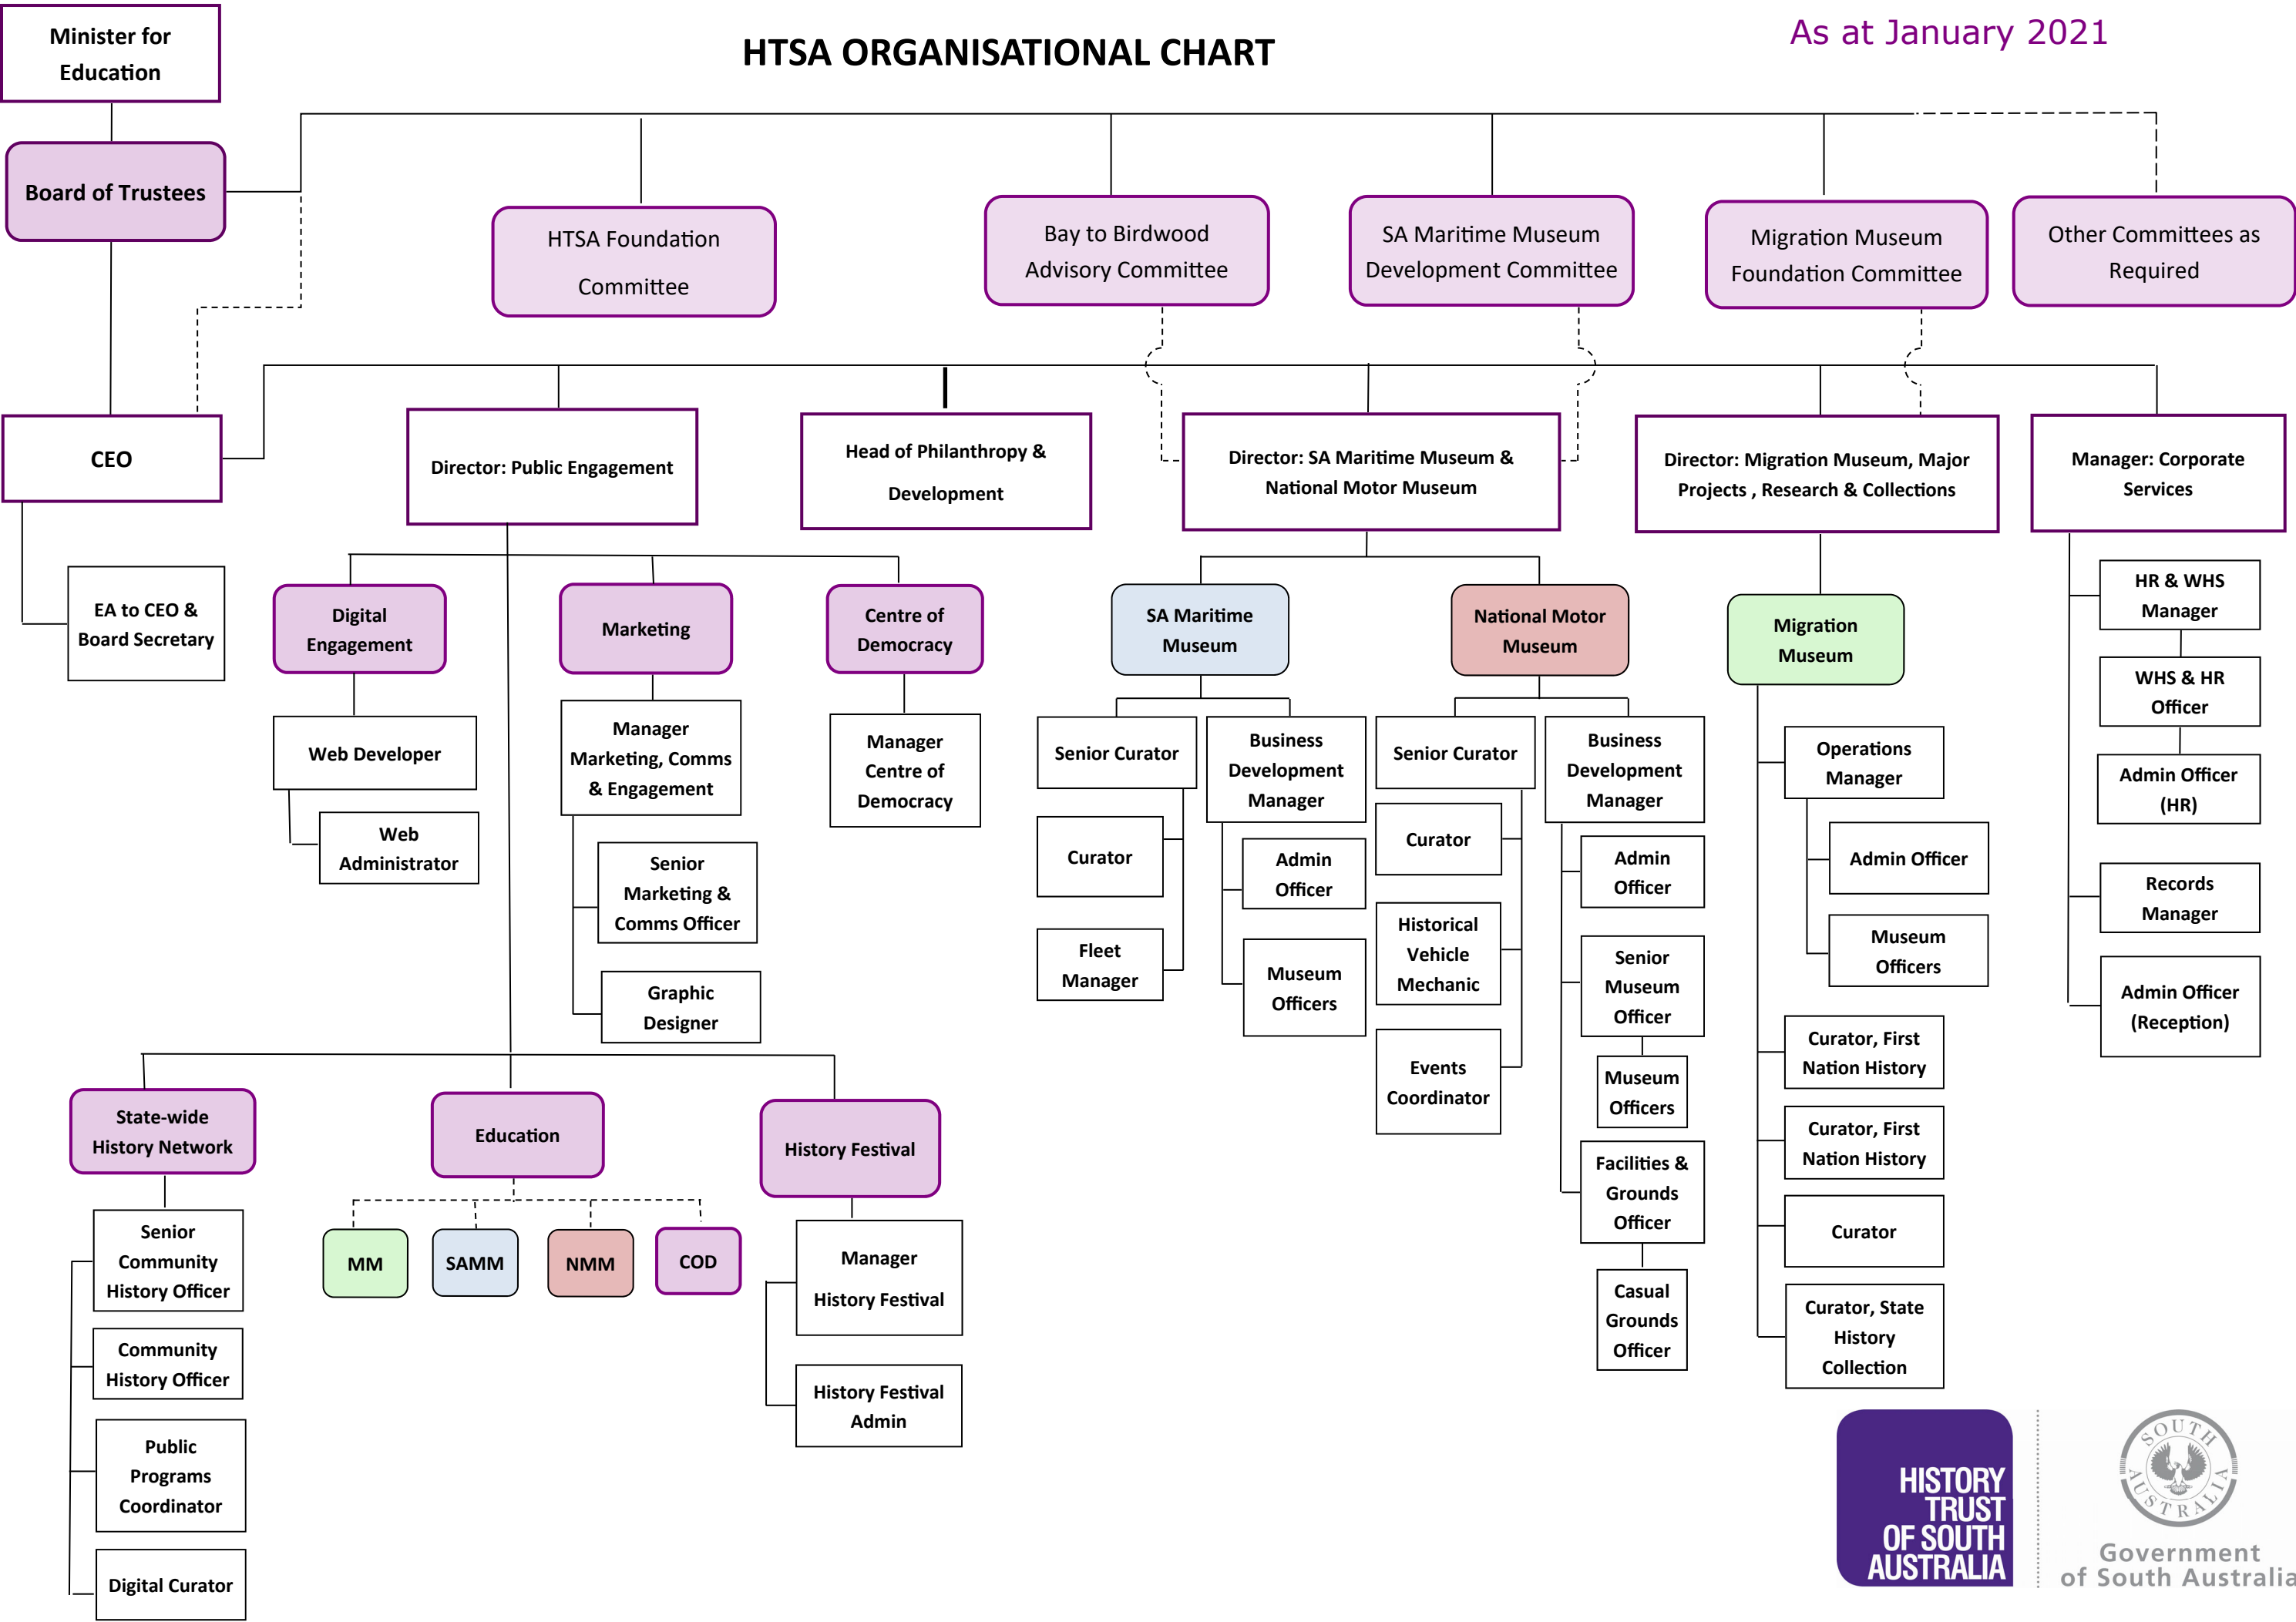 HTSA ORGANISATIONAL CHART
As at January 2021
Minister for
Education
Board of Trustees
HTSA Foundation
Committee
Bay to Birdwood
Advisory Committee
SA Maritime Museum
Development Committee
Migration Museum
Foundation Committee
Other Committees as
Required
CEO
Director: Public Engagement
Head of Philanthropy &
Development
Director: SA Maritime Museum &
National Motor Museum
Director: Migration Museum, Major
Projects , Research & Collections
Manager: Corporate
Services
EA to CEO &
Board Secretary
Digital
Engagement
Marketing
Centre of
Democracy
SA Maritime
Museum
National Motor
Museum
Migration
Museum
HR & WHS
Manager
WHS & HR
Officer
Admin Officer
(HR)
Records
Manager
Admin Officer
(Reception)
Web Developer
Web
Administrator
Manager
Marketing, Comms
& Engagement
Senior
Marketing &
Comms Officer
Graphic
Designer
Manager
Centre of
Democracy
Senior Curator
Curator
Fleet
Manager
Business
Development
Manager
Admin
Officer
Museum
Officers
Senior Curator
Curator
Historical
Vehicle
Mechanic
Events
Coordinator
Business
Development
Manager
Admin
Officer
Senior
Museum
Officer
Museum
Officers
Facilities &
Grounds
Officer
Casual
Grounds
Officer
Operations
Manager
Admin Officer
Museum
Officers
Curator, First
Nation History
Curator, First
Nation History
Curator
Curator, State
History
Collection
State-wide
History Network
Education
History Festival
Senior
Community
History Officer
Community
History Officer
Public
Programs
Coordinator
Digital Curator
MM
SAMM
NMM
COD
Manager
History Festival
History Festival
Admin
HISTORY
TRUST
OF SOUTH
AUSTRALIA
SOUTH
AUSTRALIA
Government
of South Australia